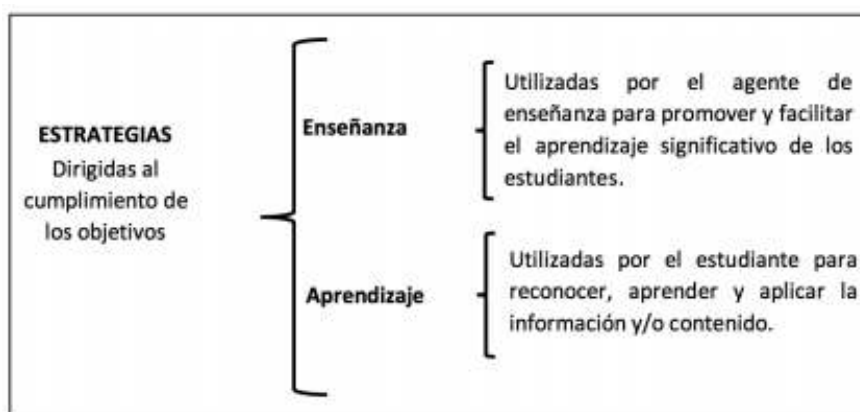 ESTRATEGIAS
Dirigidas al
cumplimiento de
los objetivos
Enseñanza
Utilizadas por el agente de
enseñanza para promover y facilitar
el aprendizaje significativo de los
estudiantes.
Aprendizaje
Utilizadas por el estudiante para
reconocer, aprender y aplicar la
información y/o contenido.